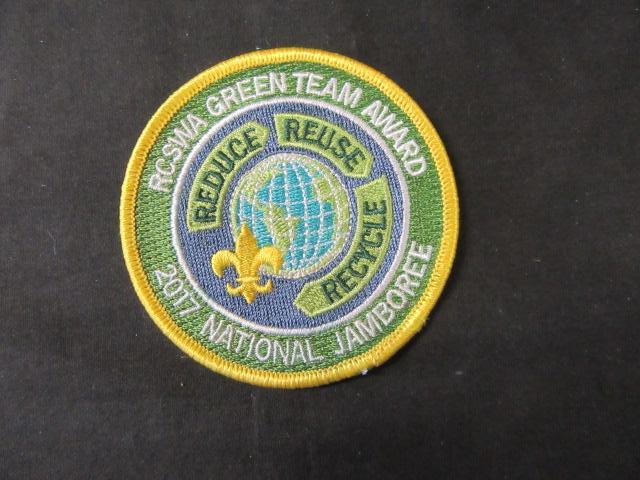 RCSWA GREEN TEAM AWARD
REDUCE
REUSE
RECYCLE
2017 NATIONAL JAMBOREE